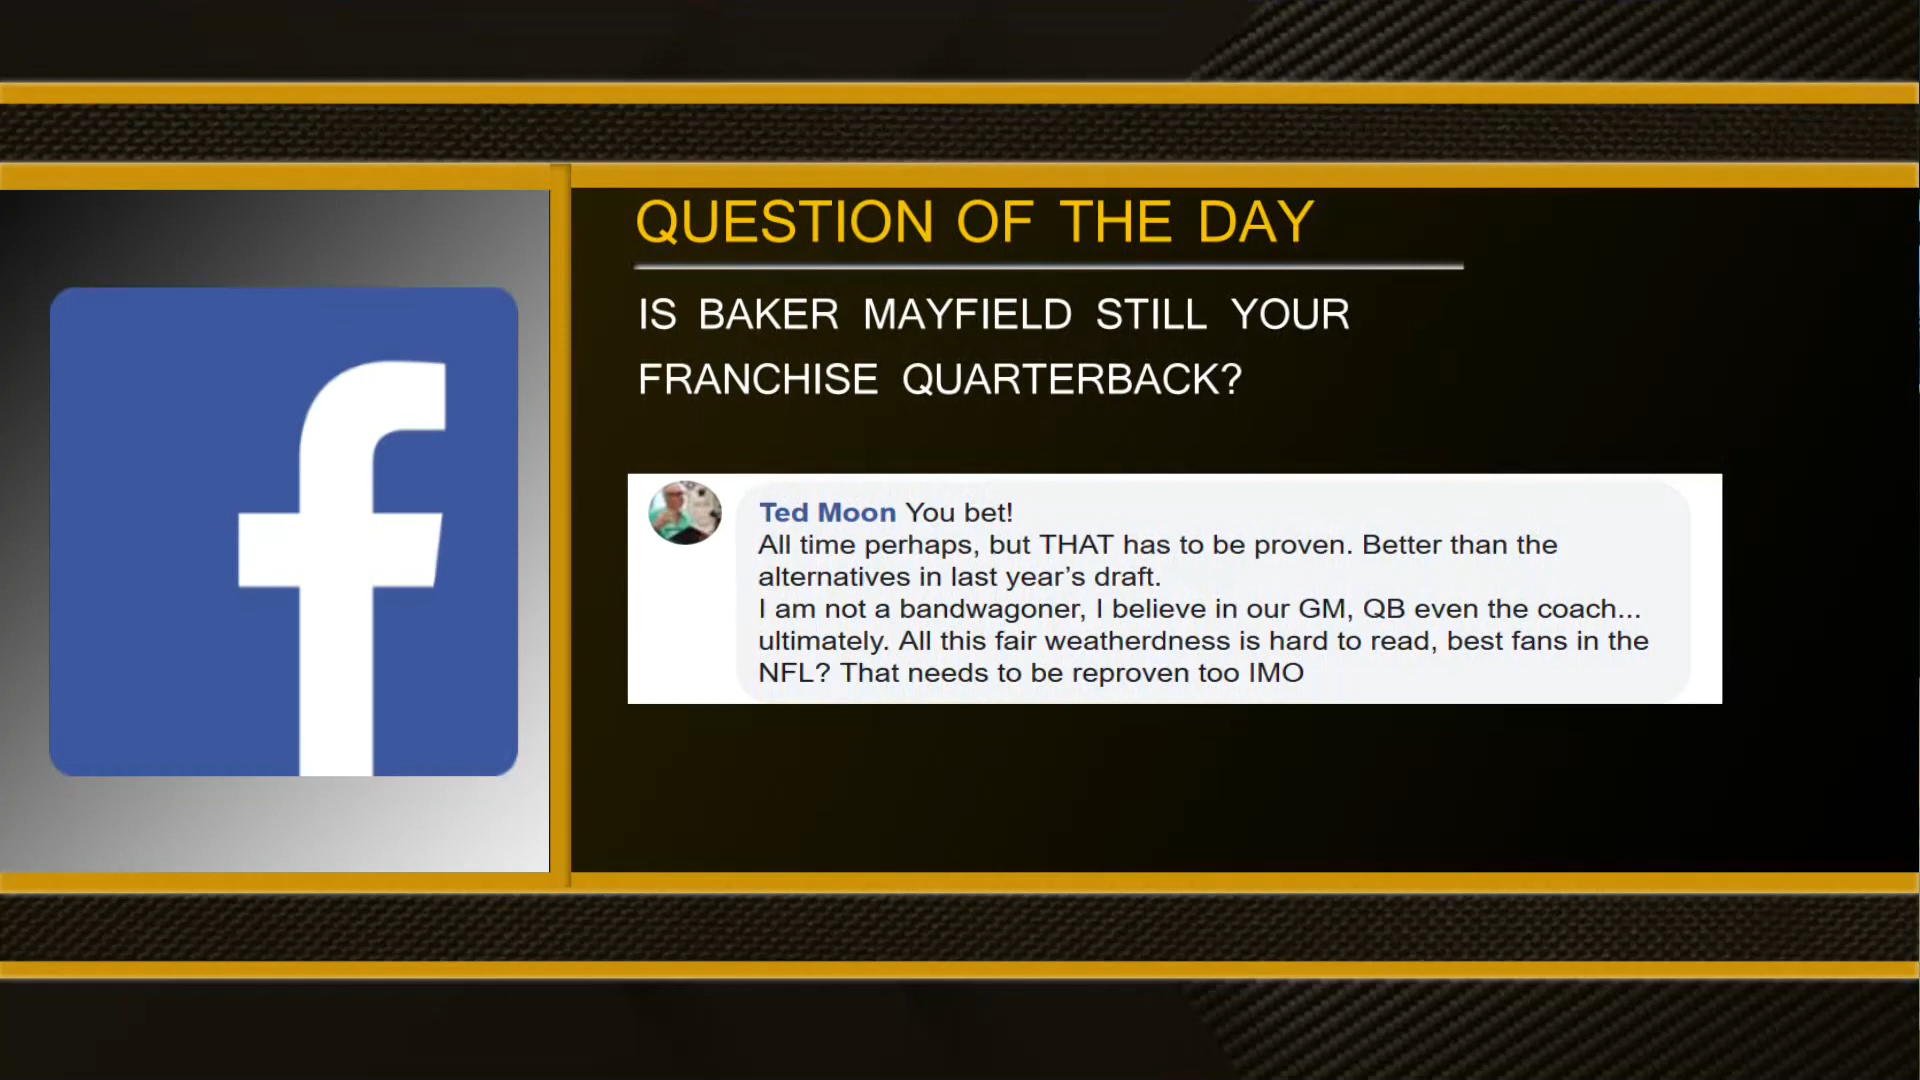 QUESTION OF THE DAY
IS BAKER MAYFIELD STILL YOUR
FRANCHISE QUARTERBACK?
Ted Moon You bet!
All time perhaps, but THAT has to be proven. Better than the
alternatives in last year’s draft.
I am not a bandwagoner, I believe in our GM, QB even the coach...
ultimately. All this fair weatherdness is hard to read, best fans in the
NFL? That needs to be reproven too IMO